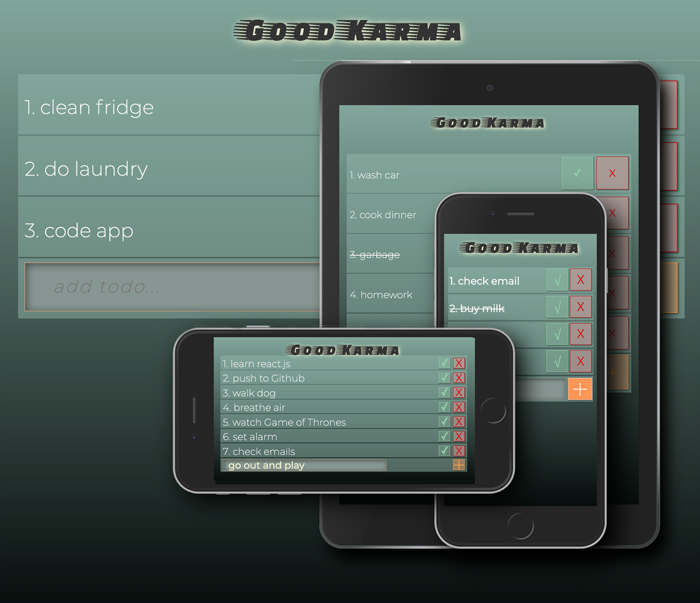 Good Karma
1. clean fridge
2. do laundry
3. code app
add todo...
Good Karma
1. wash car
✓ X
2. cook dinner
3. garbage
4. homework
Good Karma
1. check email
√ X
2. buy milk
√ X
√ X
√ X
+
Good Karma
1. learn react.js
✓ X
2. push to Github
✓ X
3. walk dog
✓ X
4. breathe air
✓ X
5. watch Game of Thrones
✓ X
6. set alarm
✓ X
7. check emails
✓ X
go out and play
+